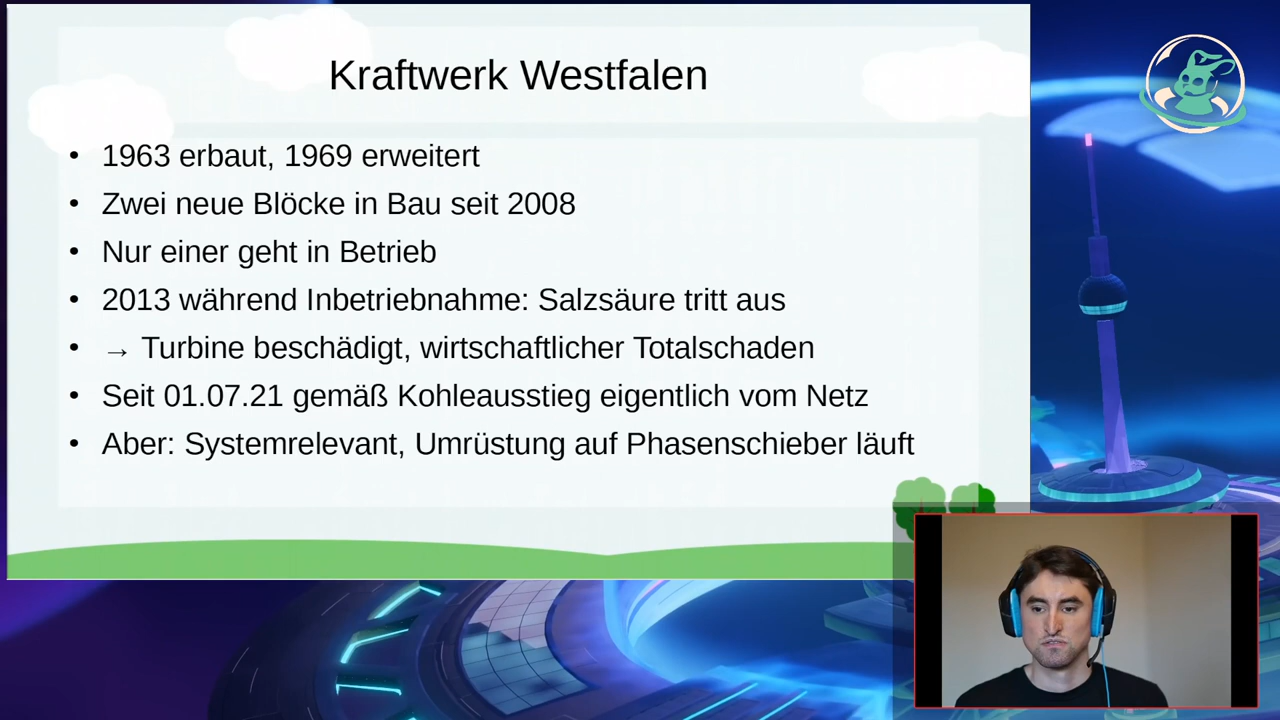 Kraftwerk Westfalen
• 1963 erbaut, 1969 erweitert
• Zwei neue Blöcke in Bau seit 2008
• Nur einer geht in Betrieb
• 2013 während Inbetriebnahme: Salzsäure tritt aus
• → Turbine beschädigt, wirtschaftlicher Totalschaden
• Seit 01.07.21 gemäß Kohleausstieg eigentlich vom Netz
• Aber: Systemrelevant, Umrüstung auf Phasenschieber läuft